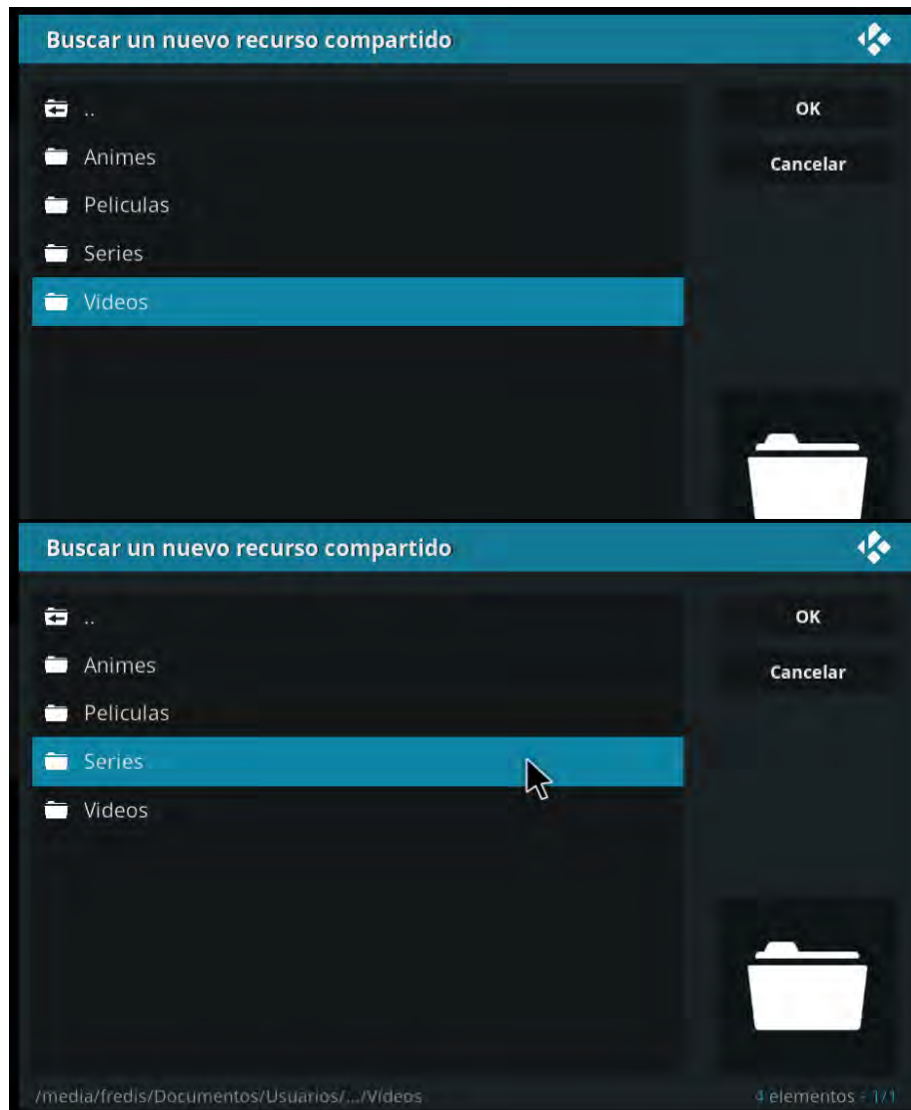 Buscar un nuevo recurso compartido
..
OK
Animes
Cancelar
Peliculas
Series
Videos
Buscar un nuevo recurso compartido
..
OK
Animes
Cancelar
Peliculas
Series
Videos
/media/fredis/Documentos/Usuarios/.../Videos
4 elementos - 1/1